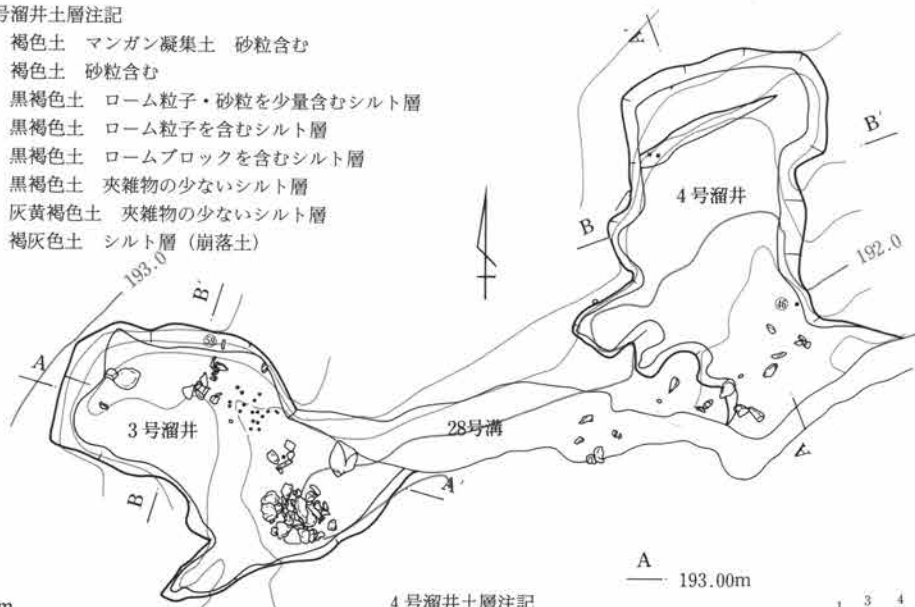 号溜井土層注記
褐色土 マンガン凝集土 砂粒含む
褐色土 砂粒含む
黒褐色土 ローム粒子・砂粒を少量含むシルト層
黒褐色土 ローム粒子を含むシルト層
黒褐色土 ロームブロックを含むシルト層
黒褐色土 夾雑物の少ないシルト層
灰黄褐色土 夾雑物の少ないシルト層
褐灰色土 シルト層（崩落土）
B'
4号溜井
B
192.0
193.0
B'
46
59
A
3号溜井
28号溝
B
A'
A
A
193.00m
m
4号溜井土層注記
1 3 4